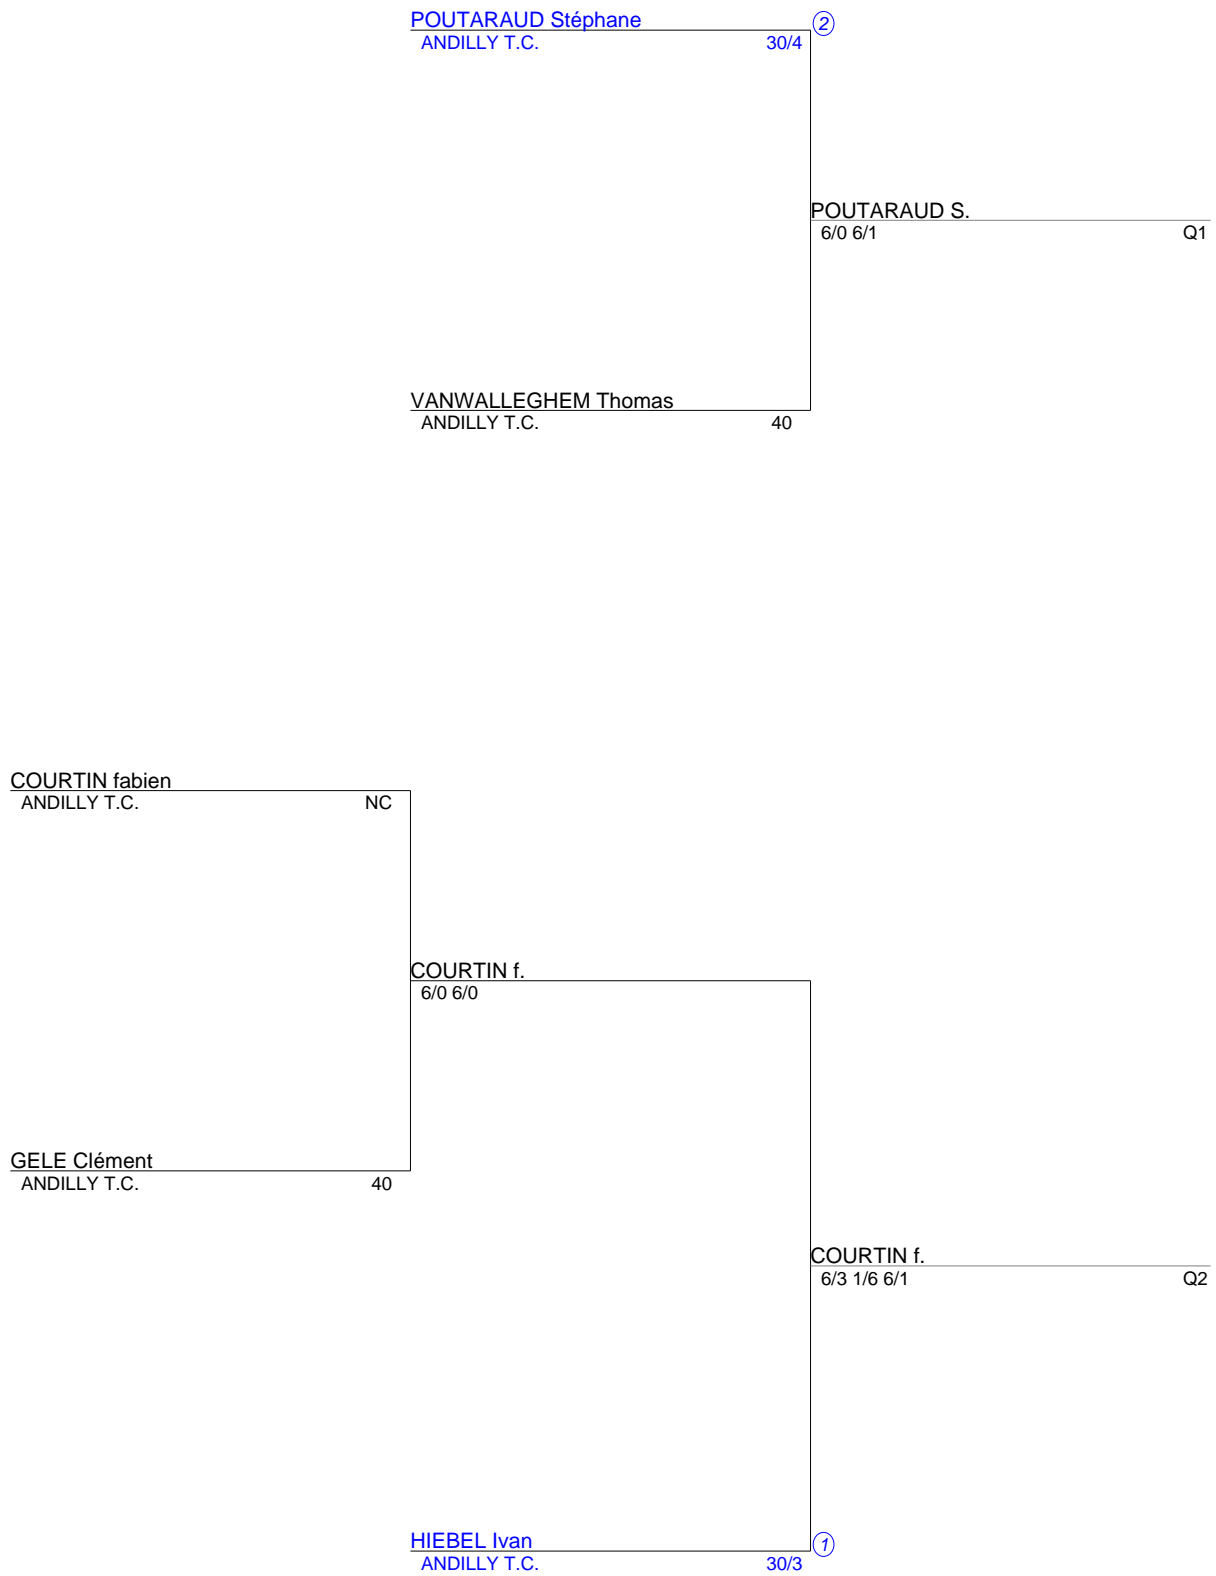 POUTARAUD Stéphane 2
ANDILLY T.C. 30/4
POUTARAUD S.
6/0 6/1 Q1
VANWALLEGHEM Thomas
ANDILLY T.C. 40
COURTIN fabien
ANDILLY T.C. NC
COURTIN f.
6/0 6/0
GELE Clément
ANDILLY T.C. 40
COURTIN f.
6/3 1/6 6/1 Q2
HIEBEL Ivan 1
ANDILLY T.C. 30/3